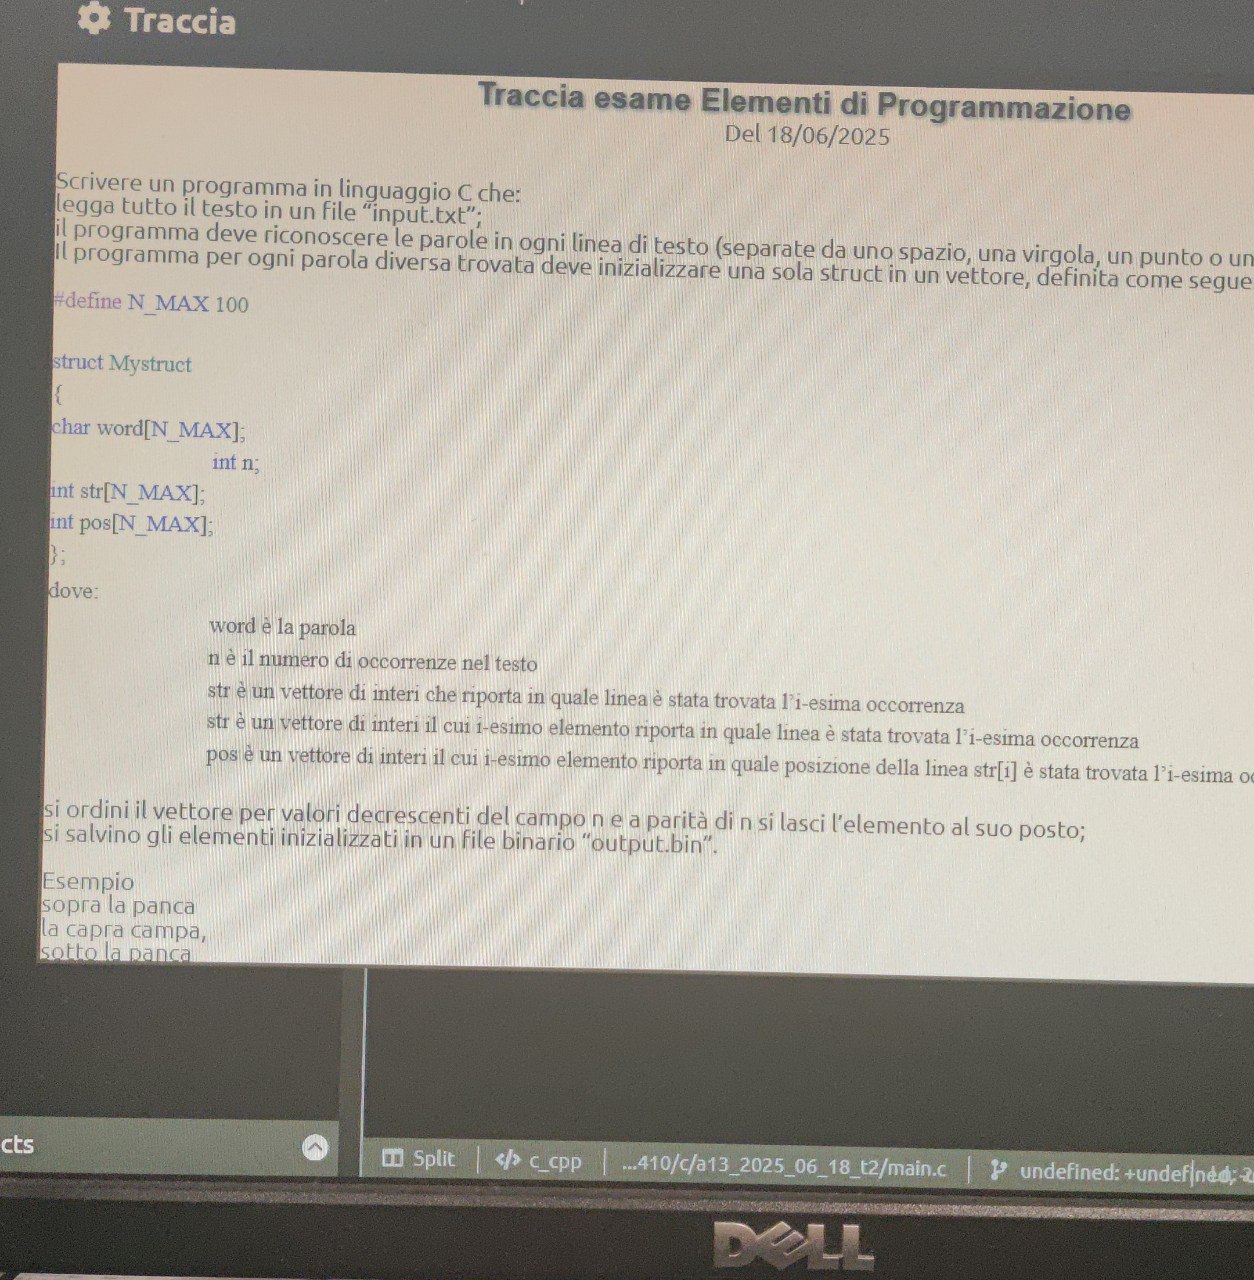 Traccia
Traccia esame Elementi di Programmazione
Del 18/06/2025
Scrivere un programma in linguaggio C che:
legga tutto il testo in un file “input.txt”;
il programma deve riconoscere le parole in ogni linea di testo (separate da uno spazio, una virgola, un punto o un
Il programma per ogni parola diversa trovata deve inizializzare una sola struct in un vettore, definita come segue
#define N_MAX 100
struct Mystruct
{
char word[N_MAX];
int n;
int str[N_MAX];
int pos[N_MAX];
};
dove:
word è la parola
n è il numero di occorrenze nel testo
str è un vettore di interi che riporta in quale linea è stata trovata l’i-esima occorrenza
str è un vettore di interi il cui i-esimo elemento riporta in quale linea è stata trovata l’i-esima occorrenza
pos è un vettore di interi il cui i-esimo elemento riporta in quale posizione della linea str[i] è stata trovata l’i-esima oc
si ordini il vettore per valori decrescenti del campo n e a parità di n si lasci l’elemento al suo posto;
si salvino gli elementi inizializzati in un file binario “output.bin”.
Esempio
sopra la panca
la capra campa,
sotto la panca
cts
Split
c_cpp
...410/c/a13_2025_06_18_t2/main.c
undefined: +undefined,
DELL